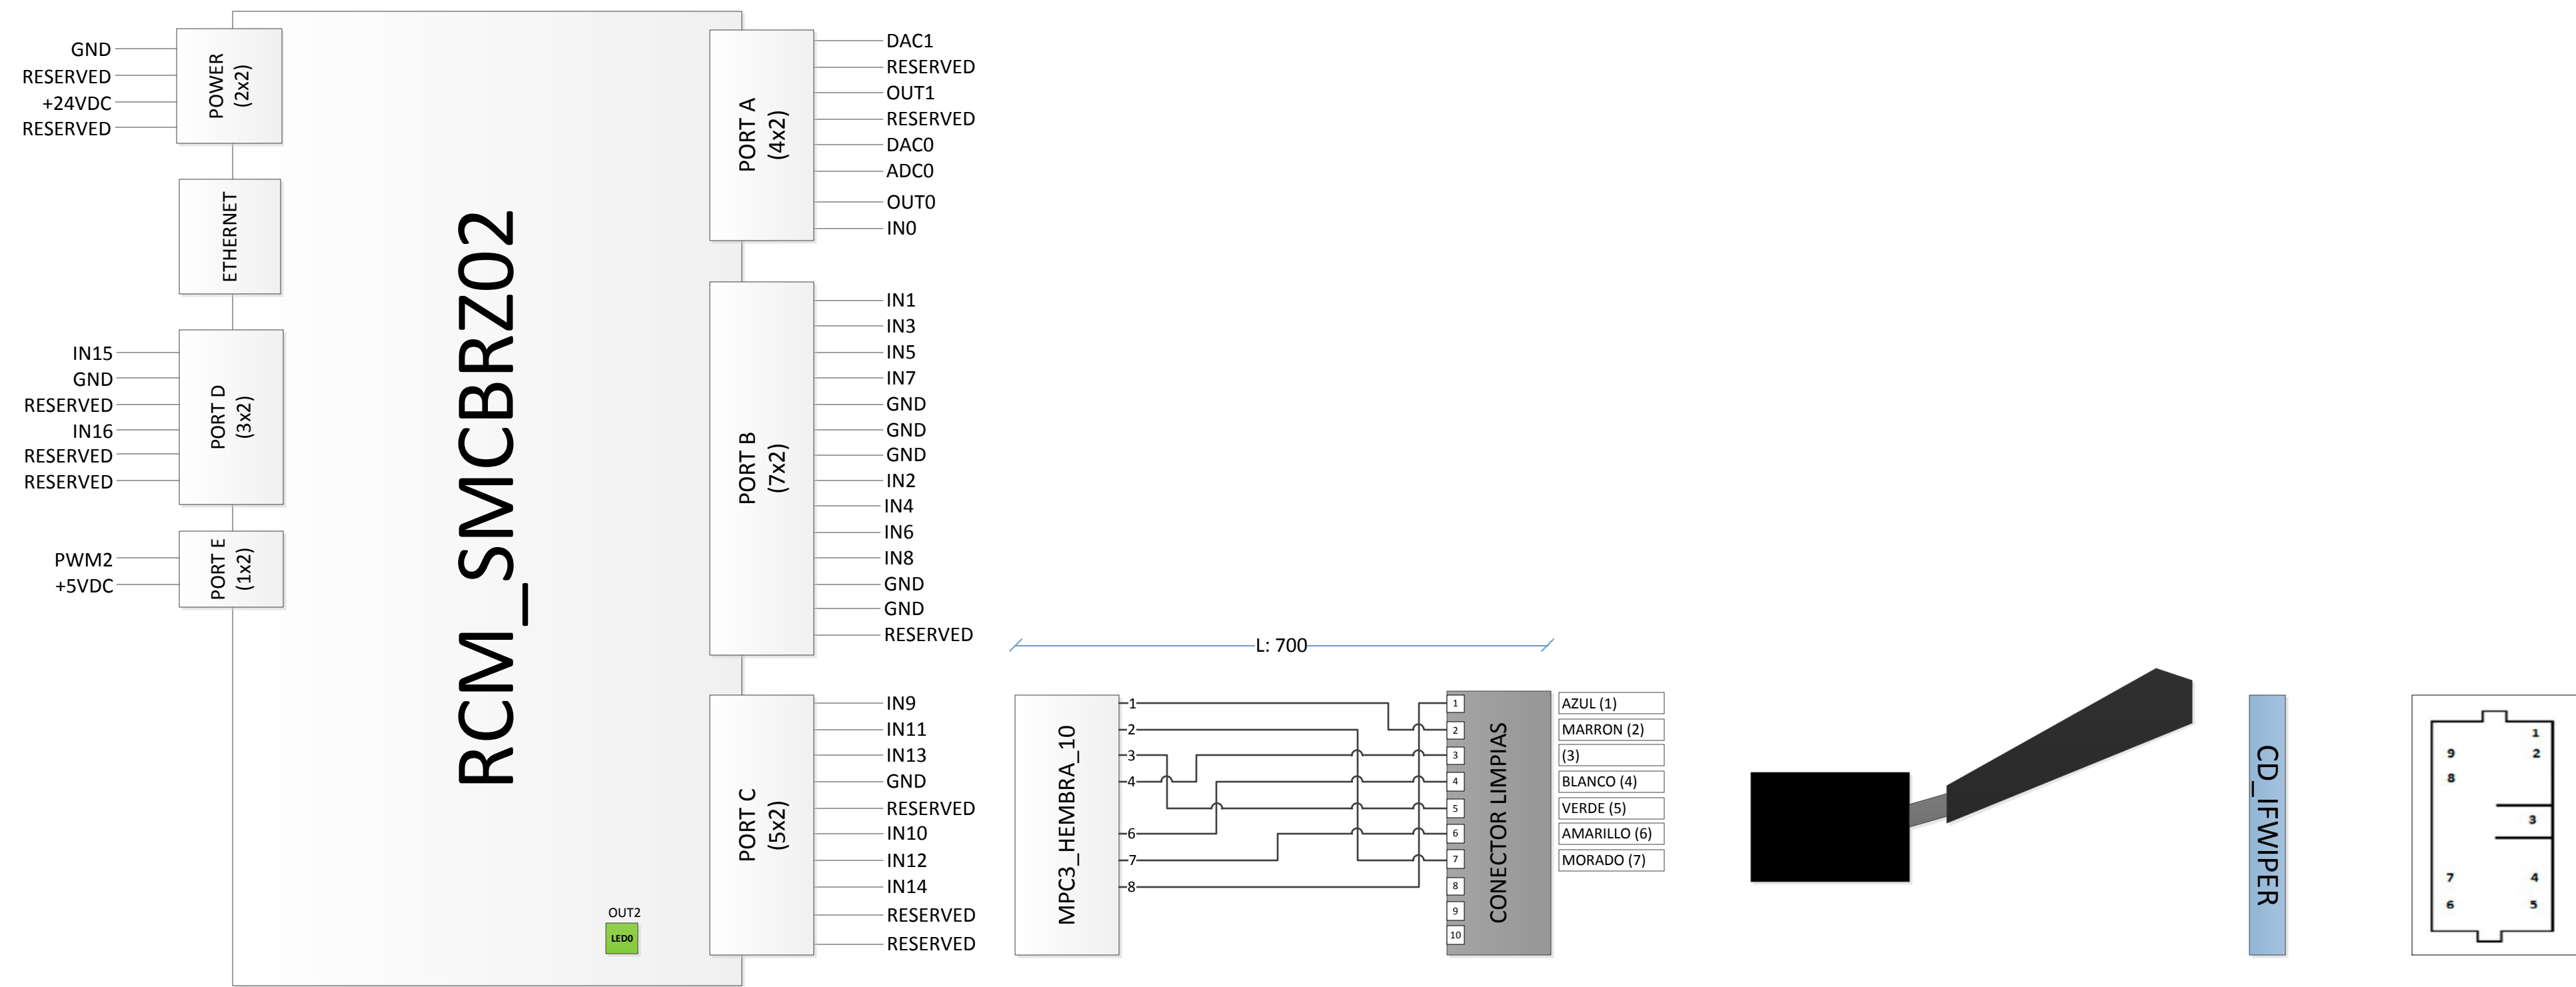 GND
RESERVED
+24VDC
RESERVED
POWER
(2x2)
ETHERNET
IN15
GND
RESERVED
IN16
RESERVED
RESERVED
PORT D
(3x2)
PWM2
+5VDC
PORT E
(1x2)
RCM_SMCBRZ02
OUT2
LED0
PORT A
(4x2)
DAC1
RESERVED
OUT1
RESERVED
DAC0
ADC0
OUT0
IN0
PORT B
(7x2)
IN1
IN3
IN5
IN7
GND
GND
GND
IN2
IN4
IN6
IN8
GND
GND
RESERVED
PORT C
(5x2)
IN9
IN11
IN13
GND
RESERVED
IN10
IN12
IN14
RESERVED
RESERVED
L: 700
MPC3_HEMBRA_10
1
2
3
4
6
7
8
1
2
3
4
5
6
7
8
9
10
CONECTOR LIMPIAS
AZUL (1)
MARRON (2)
(3)
BLANCO (4)
VERDE (5)
AMARILLO (6)
MORADO (7)
CD_IFWIPER
1
9 2
8
3
7 4
6 5